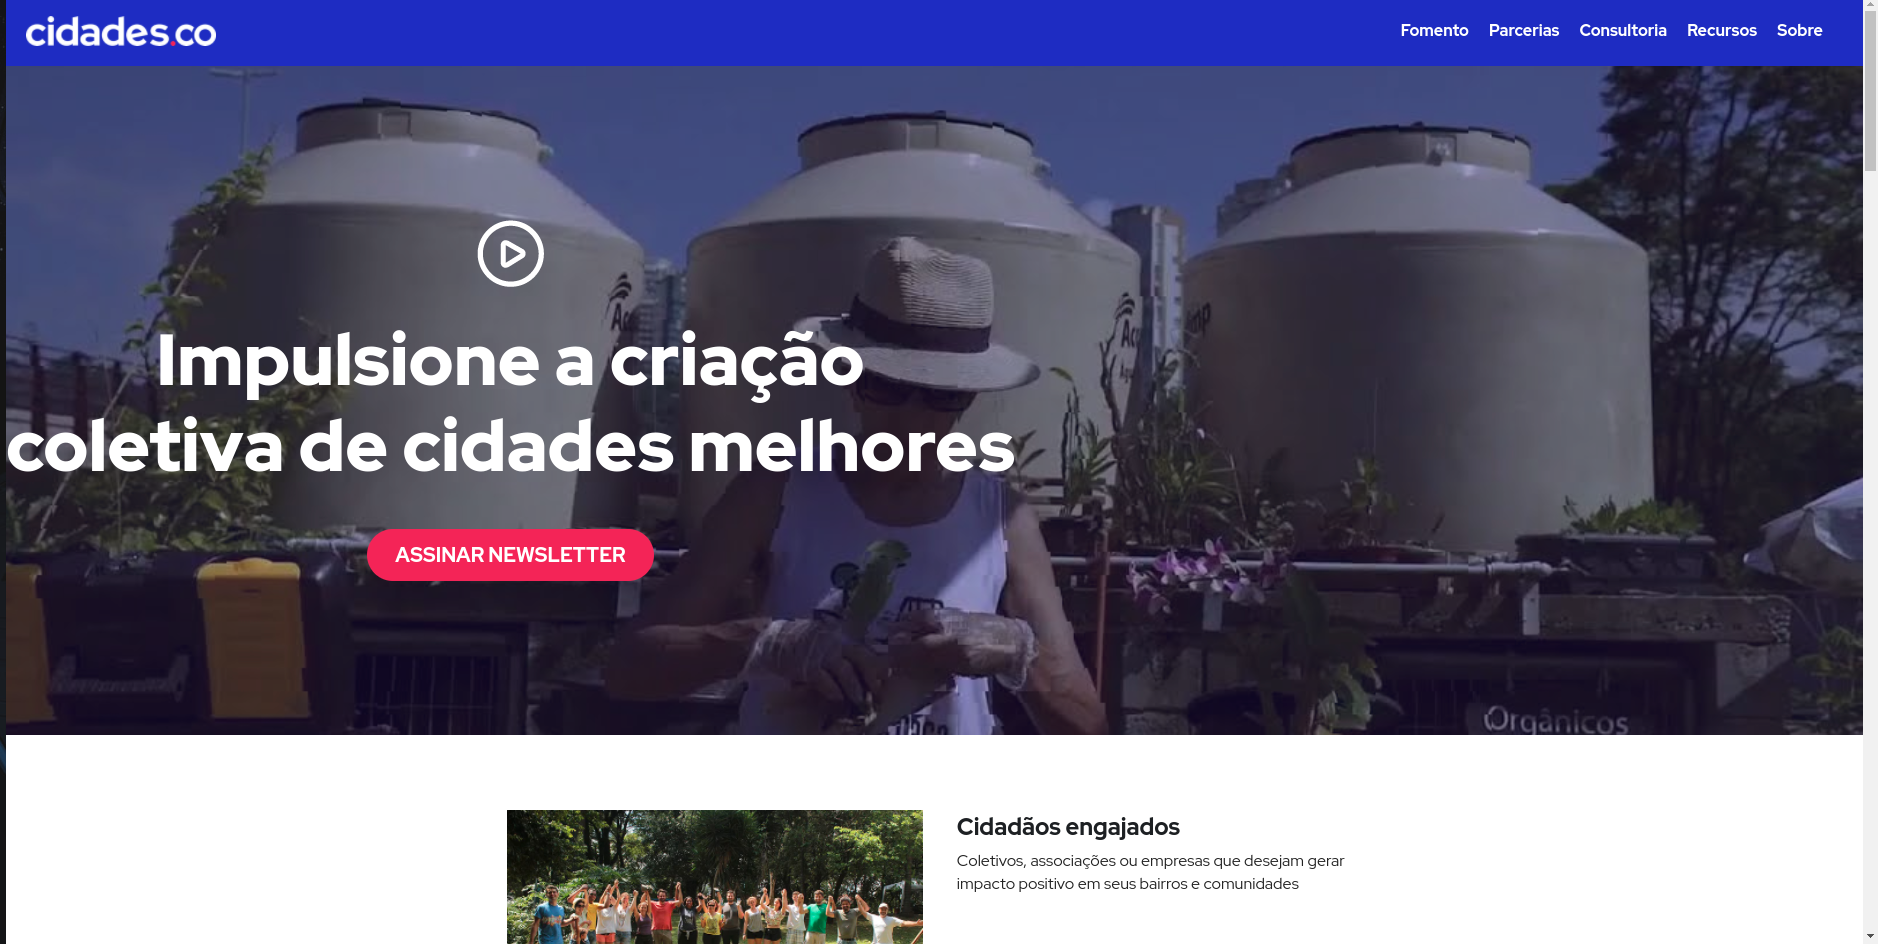 cidades.co
Fomento Parcerias Consultoria Recursos Sobre
Impulsione a criação
coletiva de cidades melhores
ASSINAR NEWSLETTER
Orgânicos
Cidadãos engajados
Coletivos, associações ou empresas que desejam gerar
impacto positivo em seus bairros e comunidades